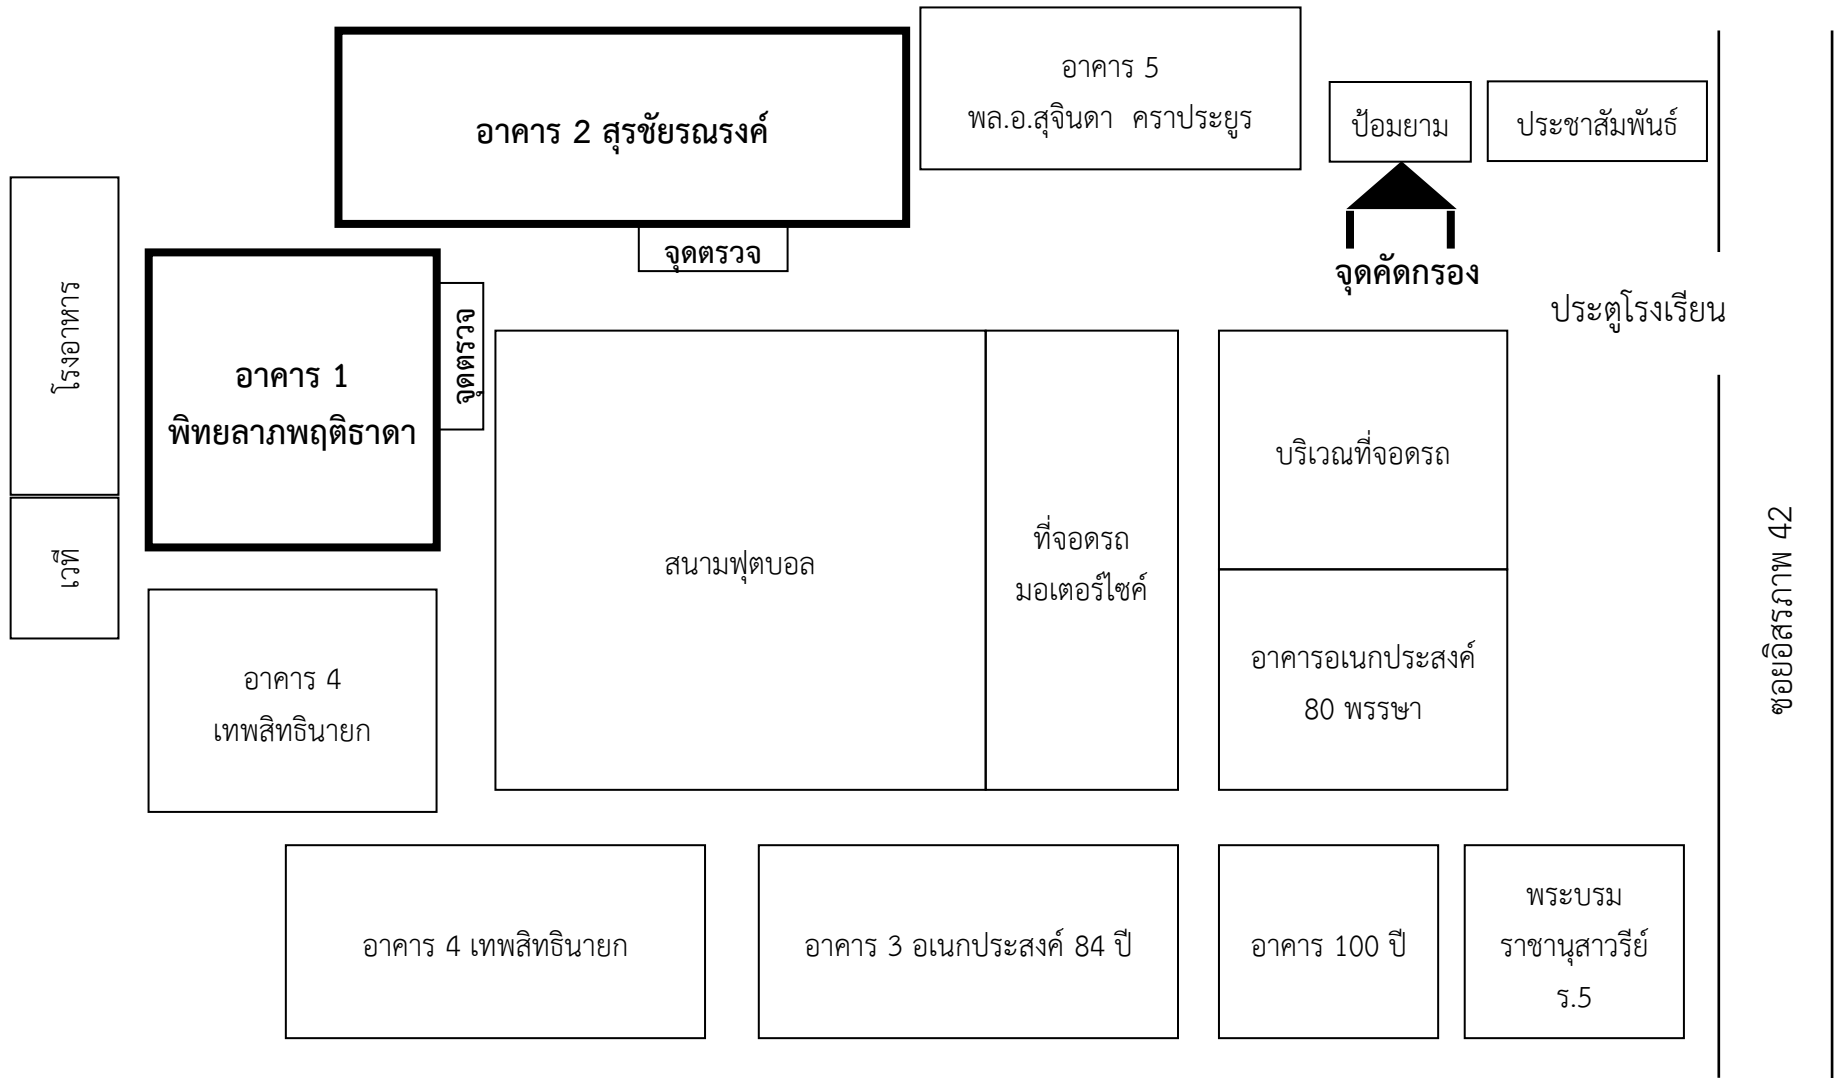 อาคาร 5
พล.อ.สุจินดา คราประยูร
ป้อมยาม
ประชาสัมพันธ์
อาคาร 2 สุรชัยรณรงค์
จุดตรวจ
จุดคัดกรอง
ประตูโรงเรียน
โรงอาหาร
อาคาร 1
พิทยลาภพฤติธาดา
จุดตรวจ
บริเวณที่จอดรถ
เวที
สนามฟุตบอล
ที่จอดรถ
มอเตอร์ไซค์
ซอยอิสรภาพ 42
อาคาร 4
เทพสิทธินายก
อาคารอเนกประสงค์
80 พรรษา
อาคาร 4 เทพสิทธินายก
อาคาร 3 อเนกประสงค์ 84 ปี
อาคาร 100 ปี
พระบรม
ราชานุสาวรีย์
ร.5